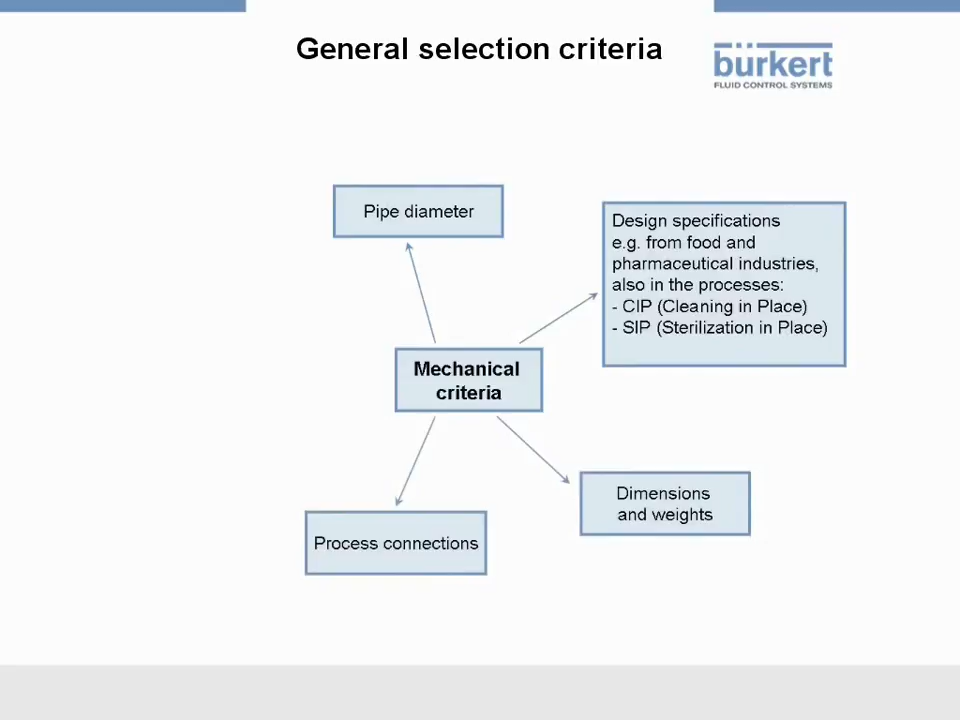 General selection criteria
bürkert
FLUID CONTROL SYSTEMS
Pipe diameter
Design specifications
e.g. from food and
pharmaceutical industries,
also in the processes:
- CIP (Cleaning in Place)
- SIP (Sterilization in Place)
Mechanical
criteria
Dimensions
and weights
Process connections